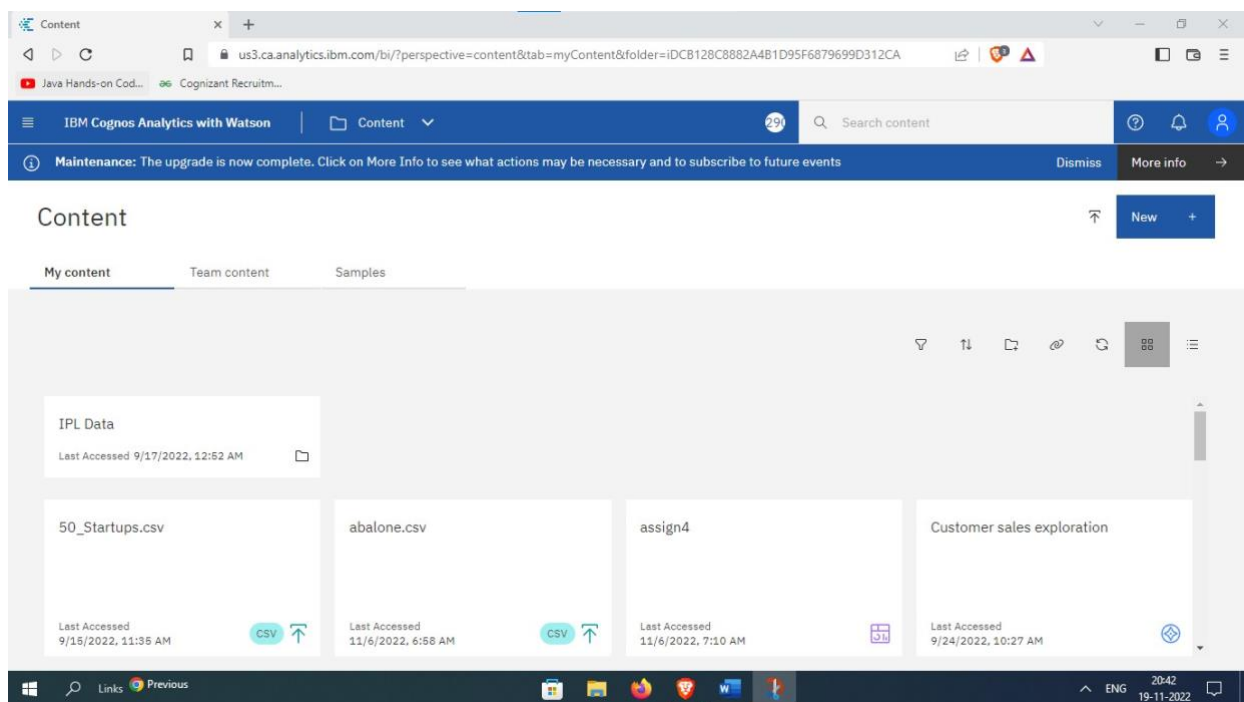 Content
us3.ca.analytics.ibm.com/bi/?perspective=content&tab=myContent&folder=iDCB128C8882A4B1D95F6879699D312CA
Java Hands-on Cod... Cognizant Recruitm...
IBM Cognos Analytics with Watson Content Search content
Maintenance: The upgrade is now complete. Click on More Info to see what actions may be necessary and to subscribe to future events Dismiss More info
Content New +
My content Team content Samples
IPL Data
Last Accessed 9/17/2022, 12:52 AM
50_Startups.csv abalone.csv assign4 Customer sales exploration
Last Accessed Last Accessed Last Accessed Last Accessed
9/15/2022, 11:35 AM CSV 11/6/2022, 6:58 AM CSV 11/6/2022, 7:10 AM 9/24/2022, 10:27 AM
Links Previous ENG 20:42
19-11-2022